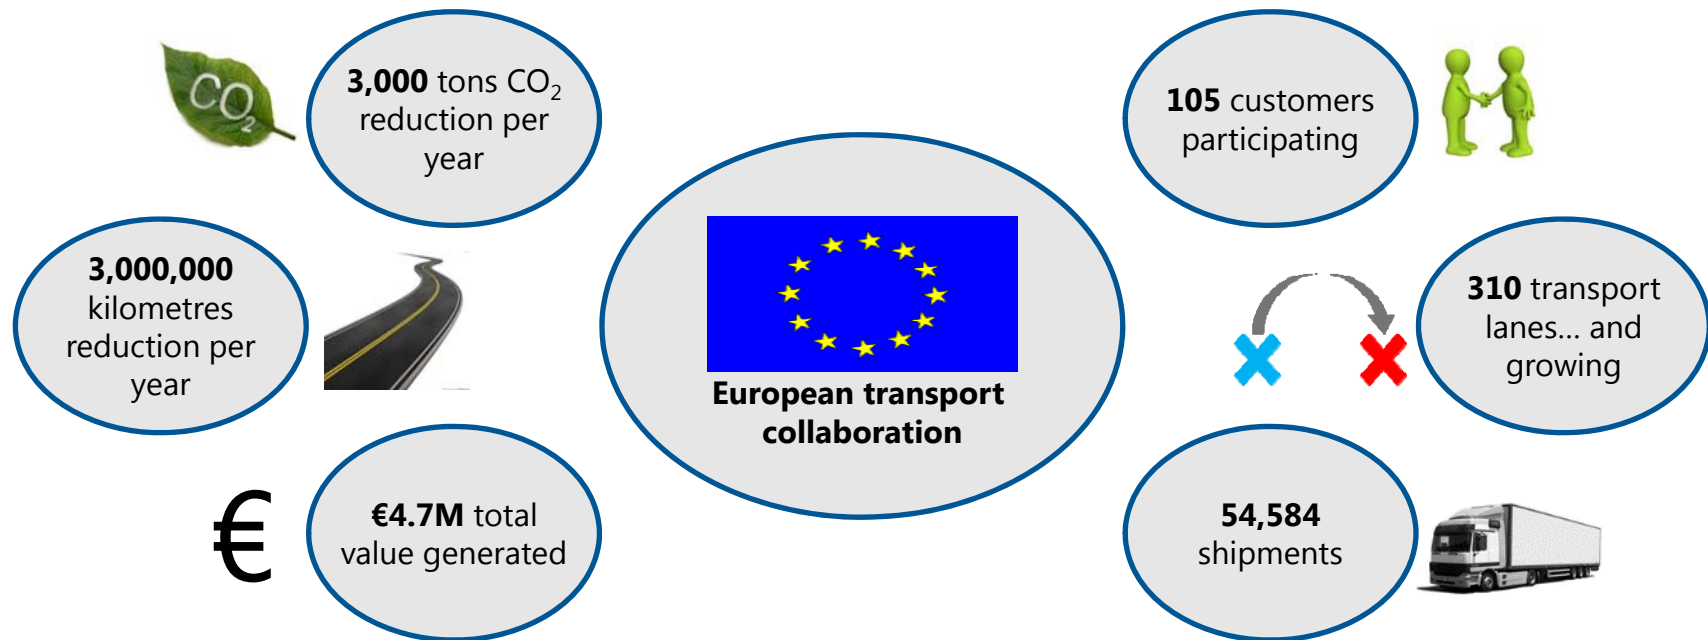 CO2
3,000 tons CO2
reduction per
year
105 customers
participating
3,000,000
kilometres
reduction per
year
European transport
collaboration
310 transport
lanes... and
growing
€
€4.7M total
value generated
54,584
shipments